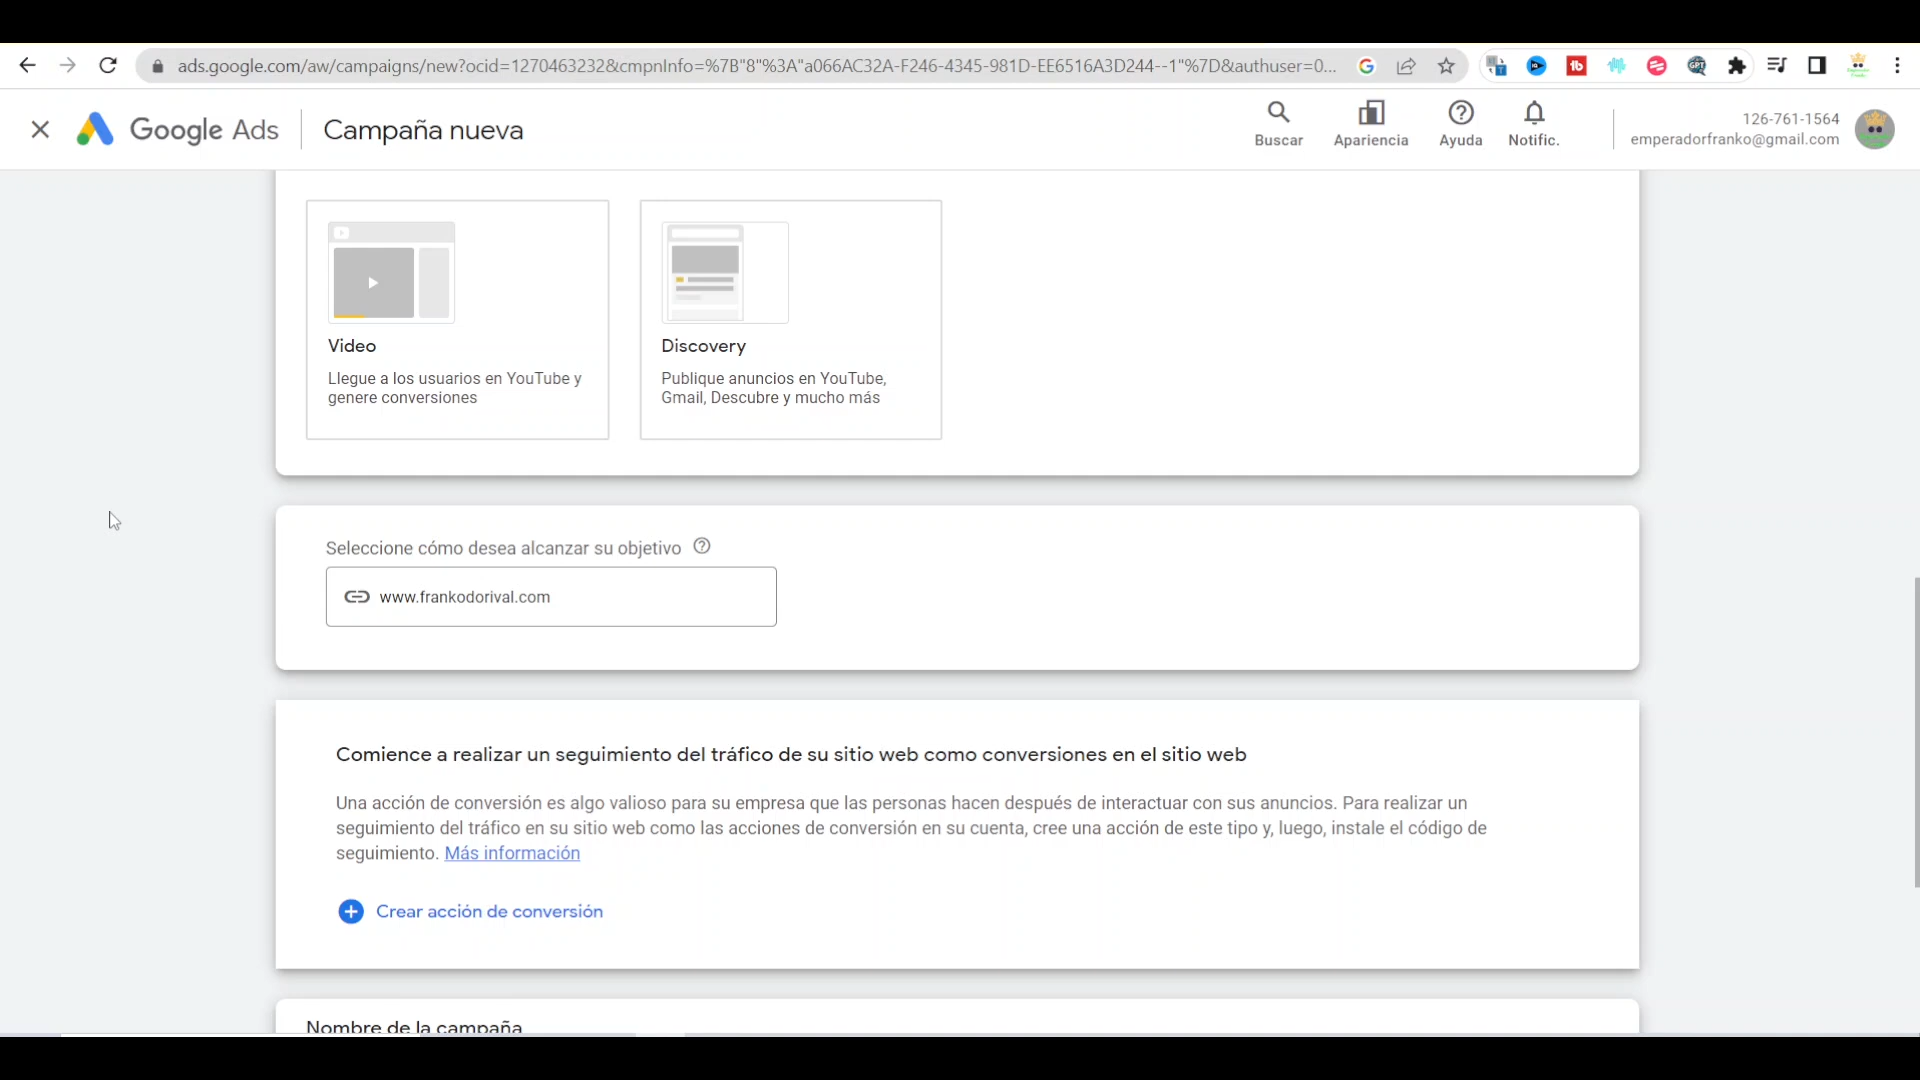 ads.google.com/aw/campaigns/new?ocid=1270463232&cmpnInfo=%7B"8"%3A"a066AC32A-F246-4345-981D-EE6516A3D244--1"%7D&authuser=0...
Google Ads
Campaña nueva
Buscar
Apariencia
Ayuda
Notific.
126-761-1564
emperadorfranko@gmail.com
Video
Llegue a los usuarios en YouTube y
genere conversiones
Discovery
Publique anuncios en YouTube,
Gmail, Descubre y mucho más
Seleccione cómo desea alcanzar su objetivo
www.frankodorival.com
Comience a realizar un seguimiento del tráfico de su sitio web como conversiones en el sitio web
Una acción de conversión es algo valioso para su empresa que las personas hacen después de interactuar con sus anuncios. Para realizar un
seguimiento del tráfico en su sitio web como las acciones de conversión en su cuenta, cree una acción de este tipo y, luego, instale el código de
seguimiento. Más información
Crear acción de conversión
Nombre de la campaña